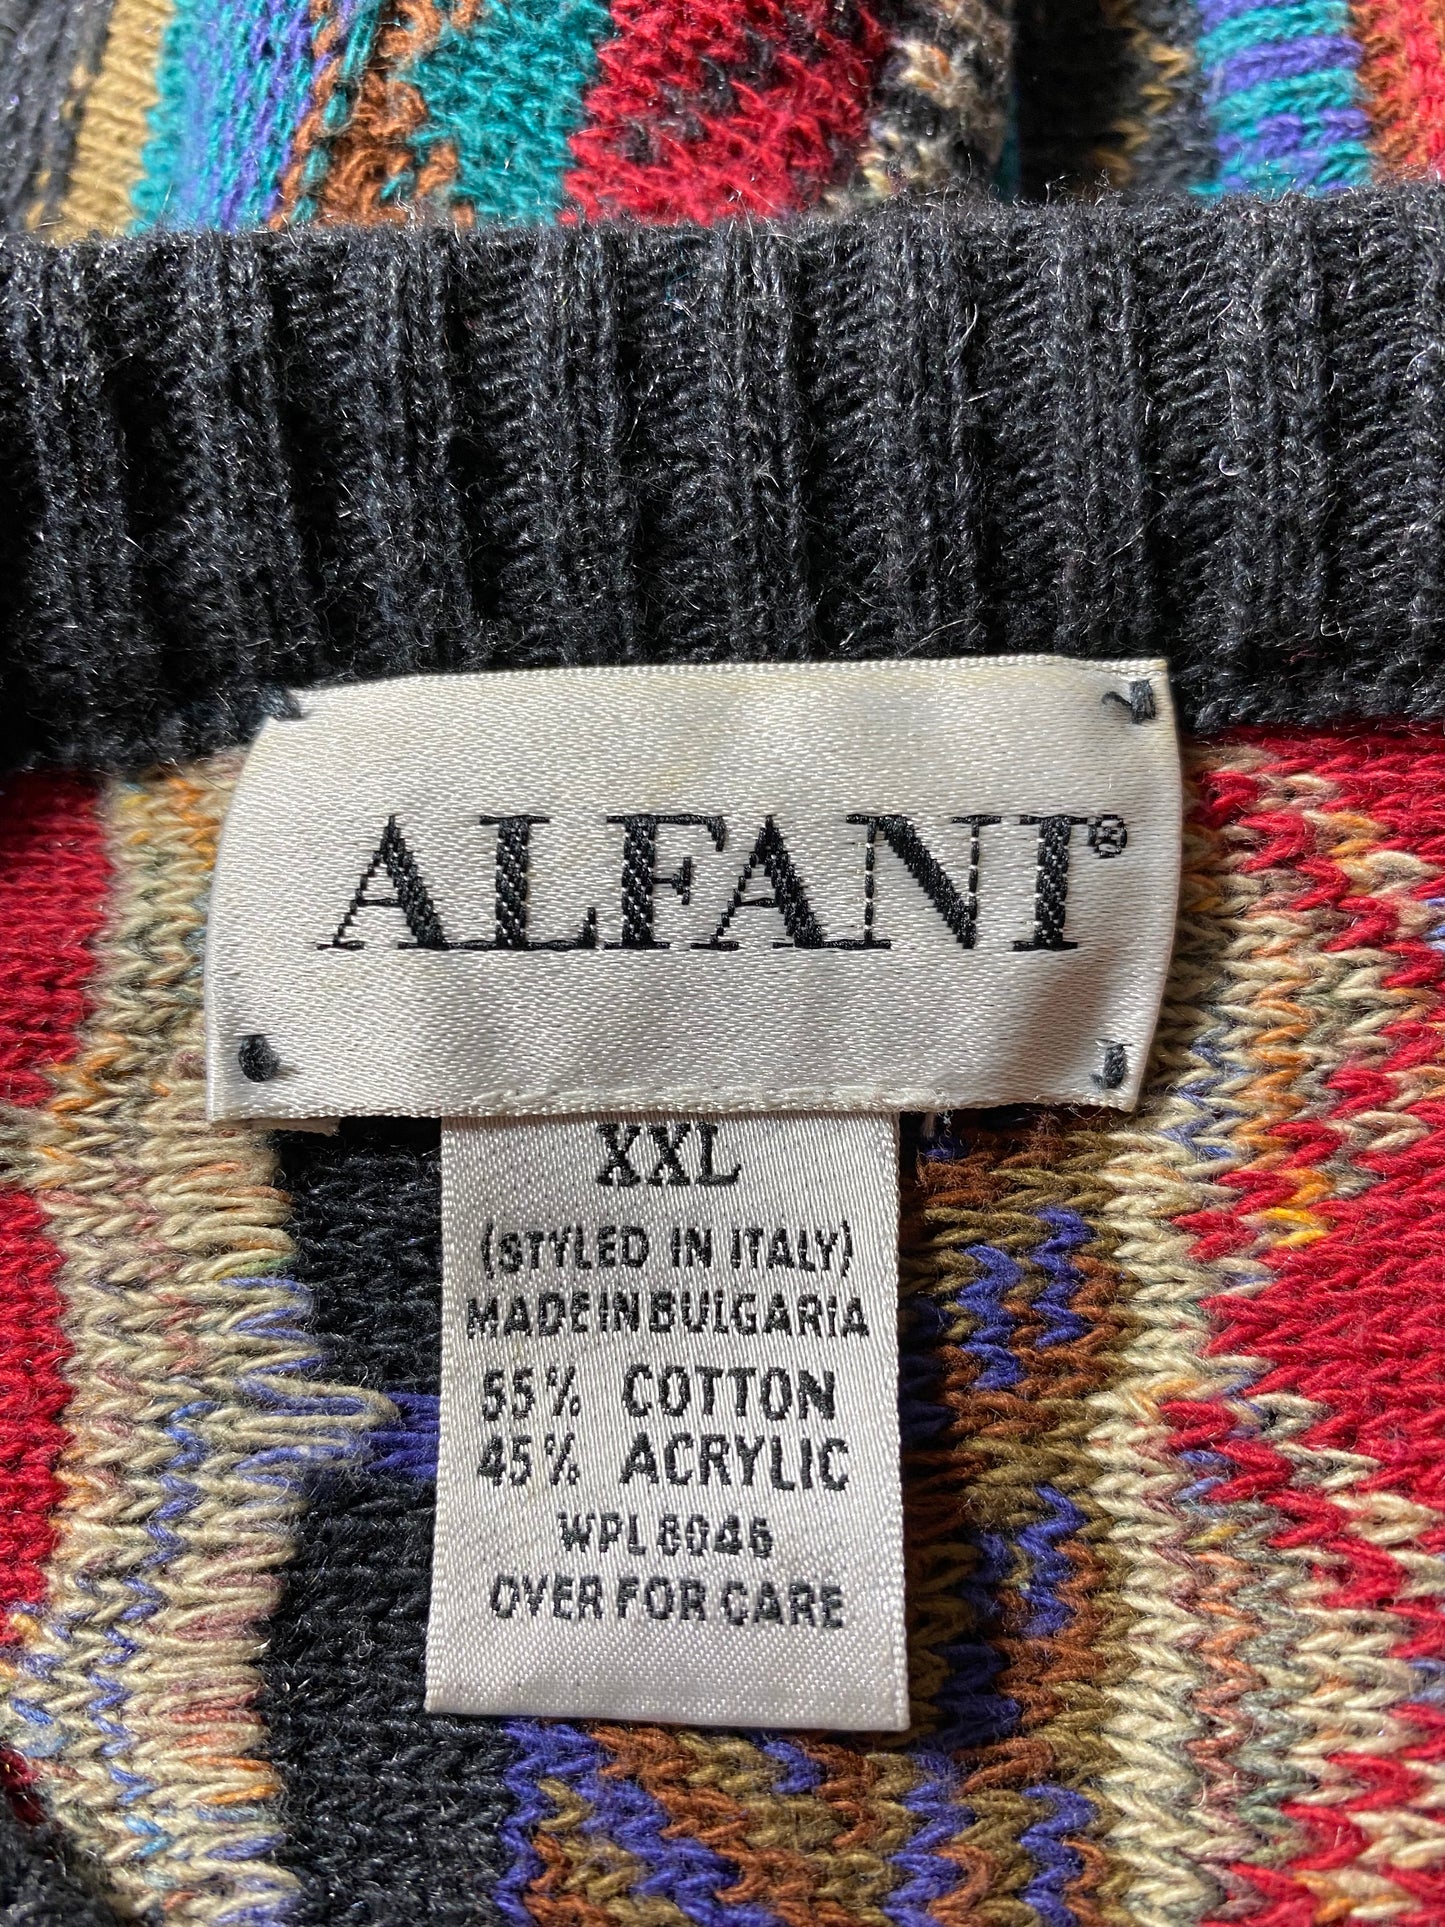 ALFANI®
XXL
(STYLED IN ITALY)
MADE IN BULGARIA
55% COTTON
45% ACRYLIC
WPL 8046
OVER FOR CARE